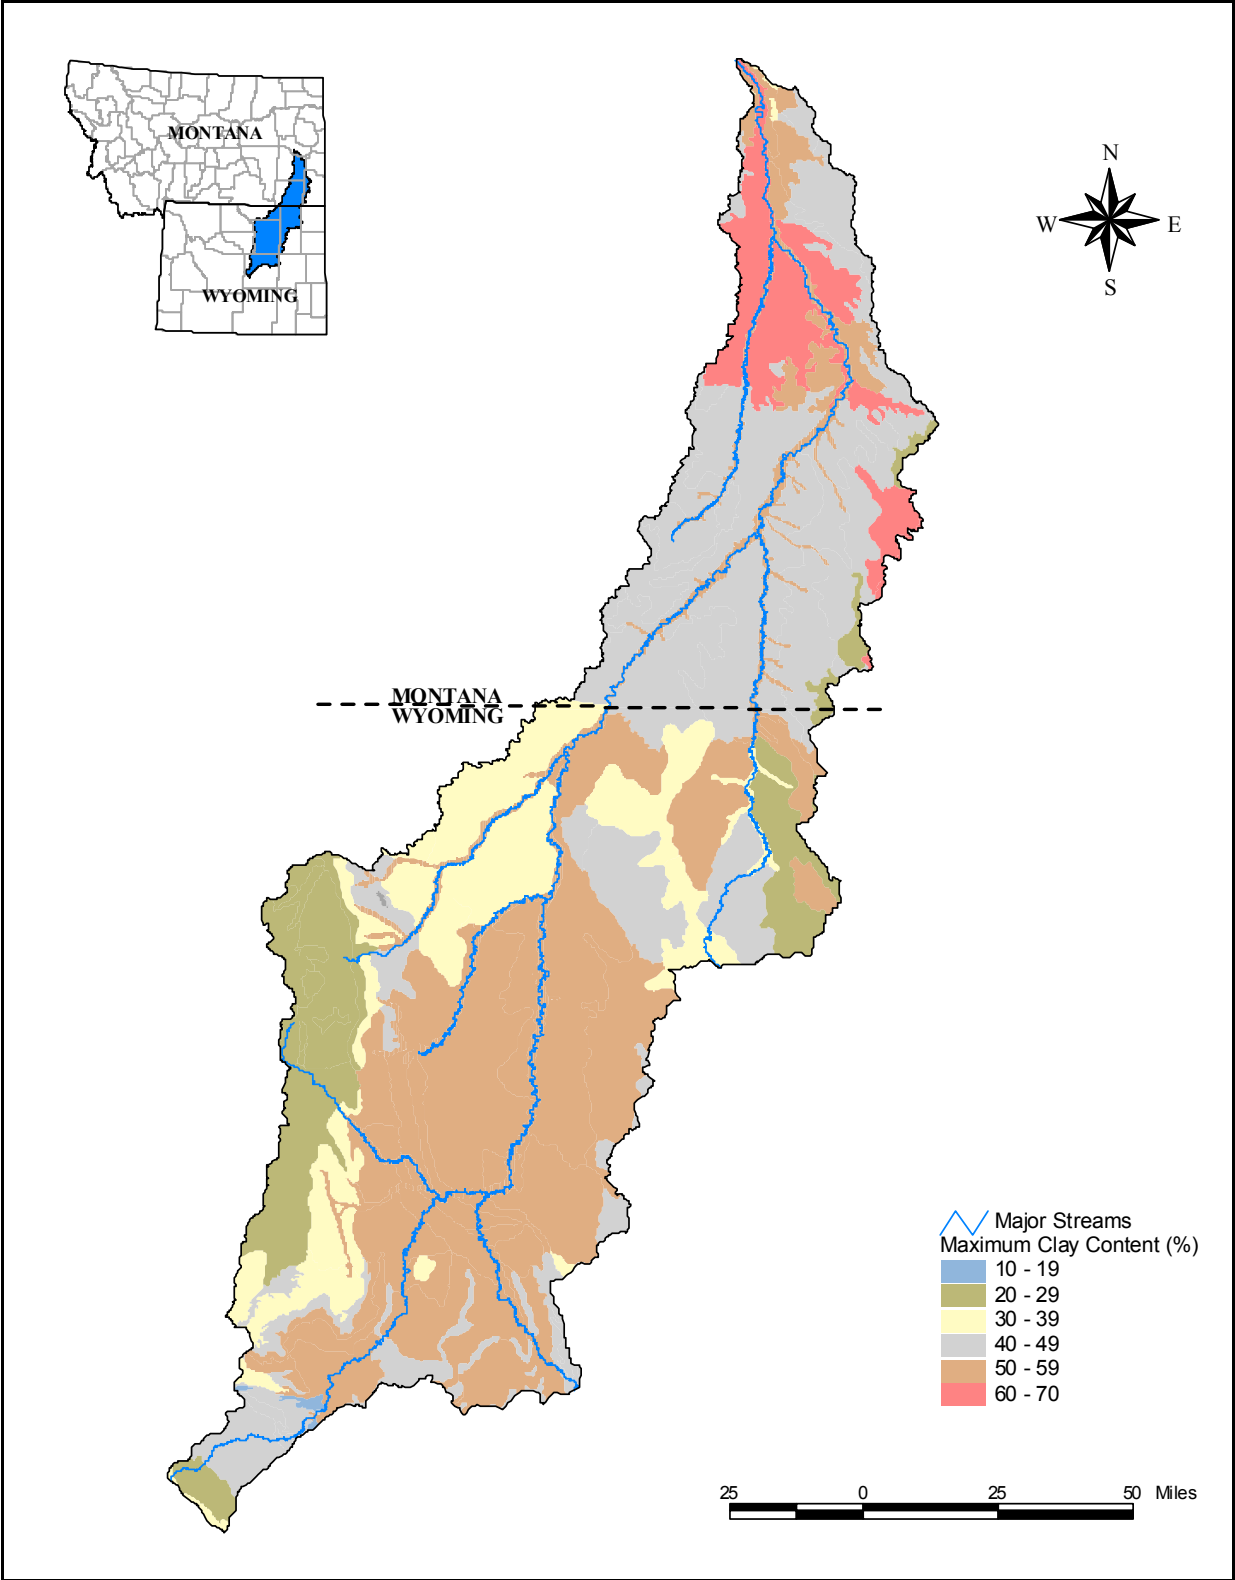 MONTANA
WYOMING
N
W
E
S
MONTANA
WYOMING
Major Streams
Maximum Clay Content (%)
10 - 19
20 - 29
30 - 39
40 - 49
50 - 59
60 - 70
25 0 25 50 Miles